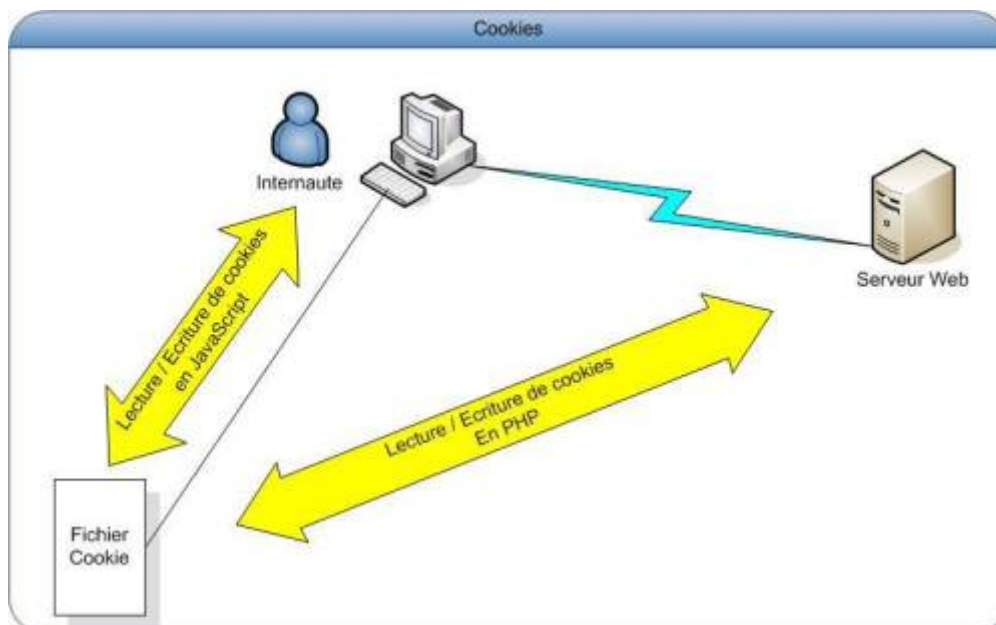 Cookies
Internaute
Serveur Web
Lecture / Ecriture de cookies
en JavaScript
Lecture / Ecriture de cookies
En PHP
Fichier
Cookie